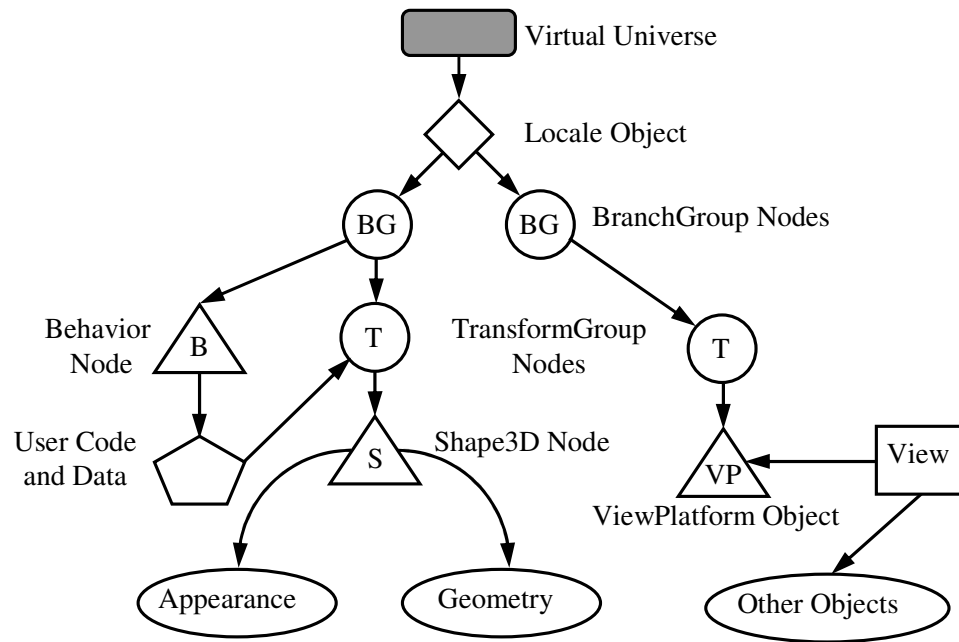 Virtual Universe
Locale Object
BG
BG
BranchGroup Nodes
Behavior
Node
B
T
TransformGroup
Nodes
T
User Code
and Data
S
Shape3D Node
VP
View
ViewPlatform Object
Appearance
Geometry
Other Objects